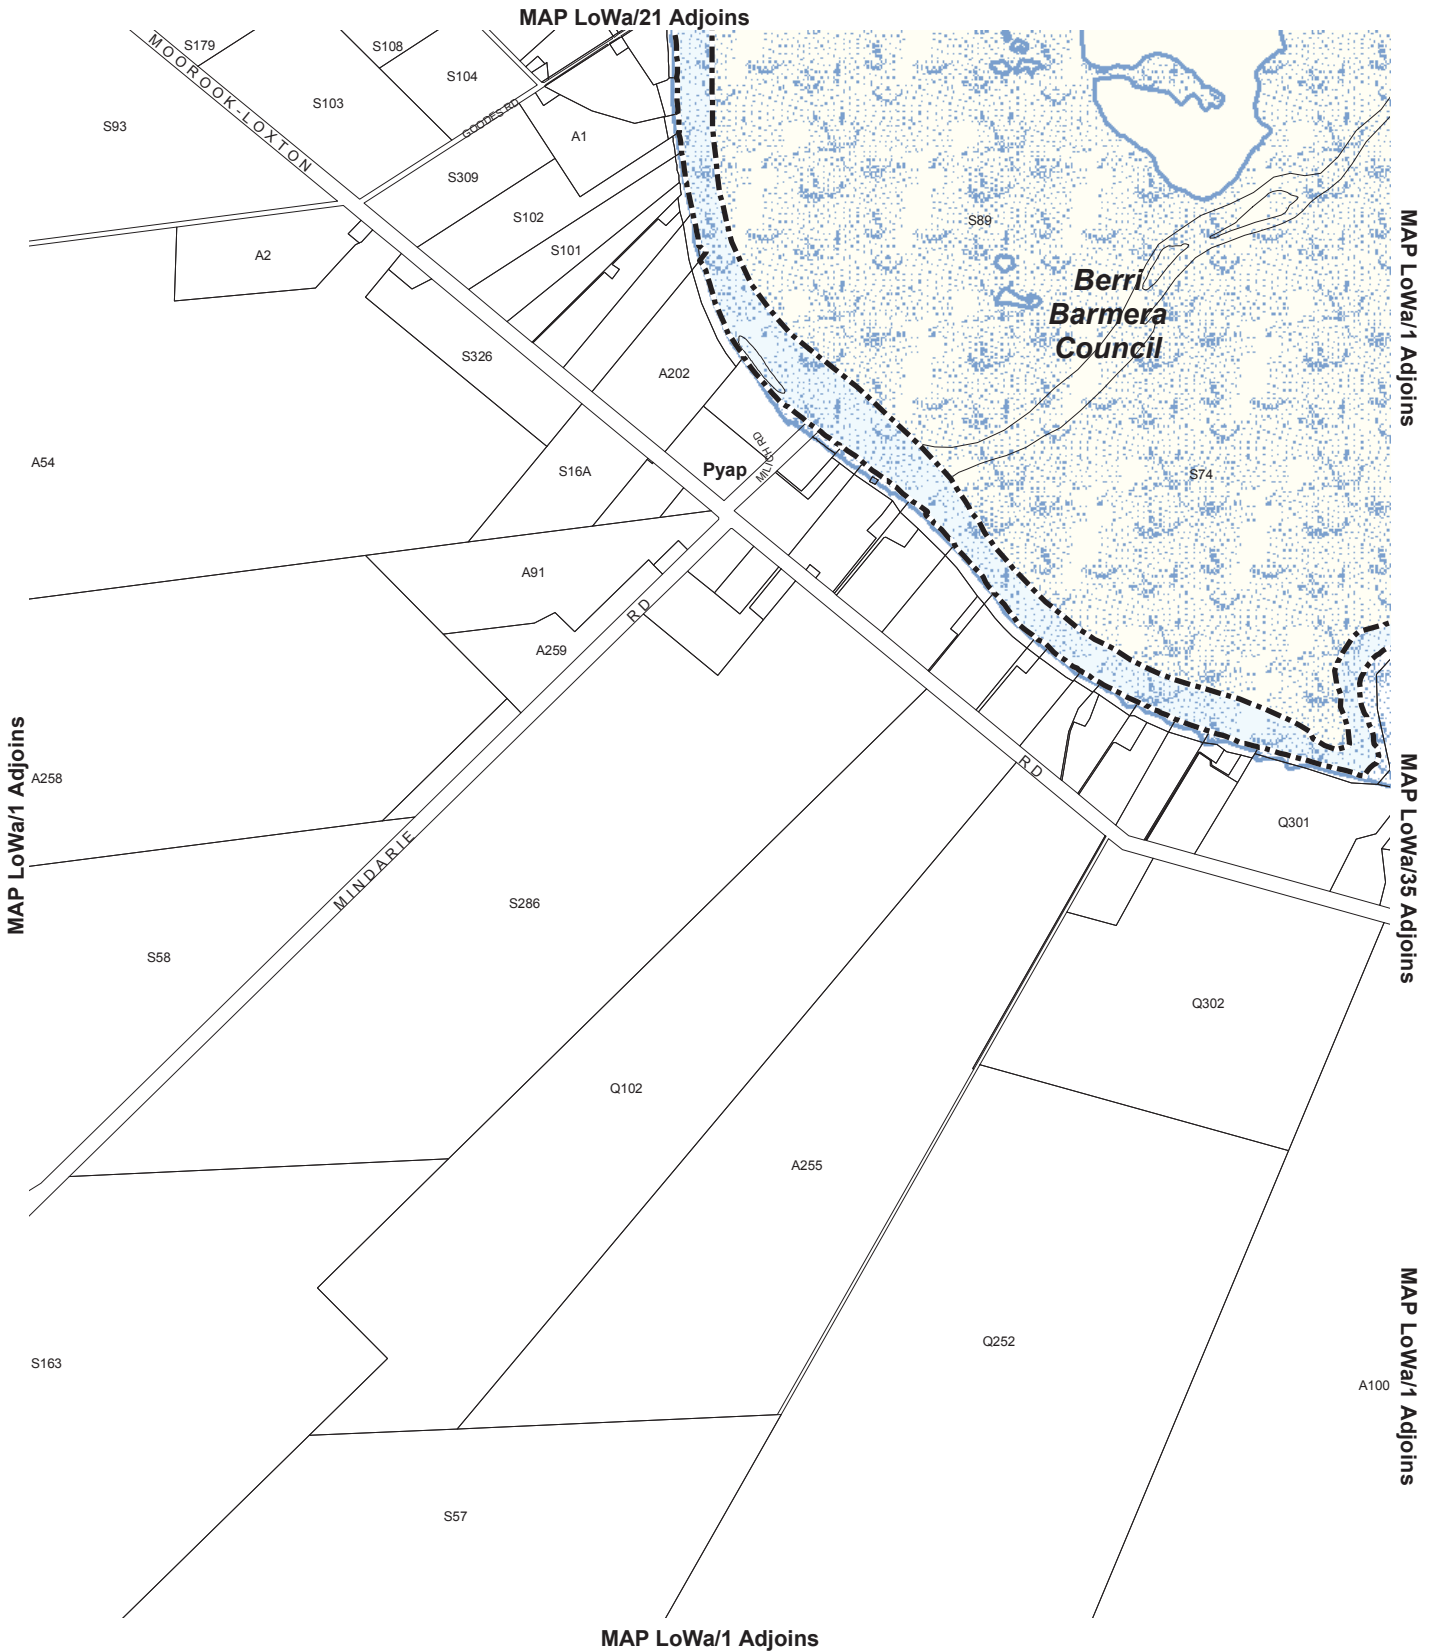 MAP LoWa/21 Adjoins
S179
S108
MOOROOK-LOXTON
S104
S103
GOODES RD
S93
A1
S309
S102
S89
S101
A2
MAP LoWa/1 Adjoins
Berri
Barmera
Council
S326
A202
MILICH RD
A54
S16A
Pyap
S74
A91
RD
A259
MAP LoWa/1 Adjoins
A258
RD
MAP LoWa/35 Adjoins
Q301
MINDARIE
S286
S58
Q302
Q102
A255
Q252
S163
MAP LoWa/1 Adjoins
A100
S57
MAP LoWa/1 Adjoins